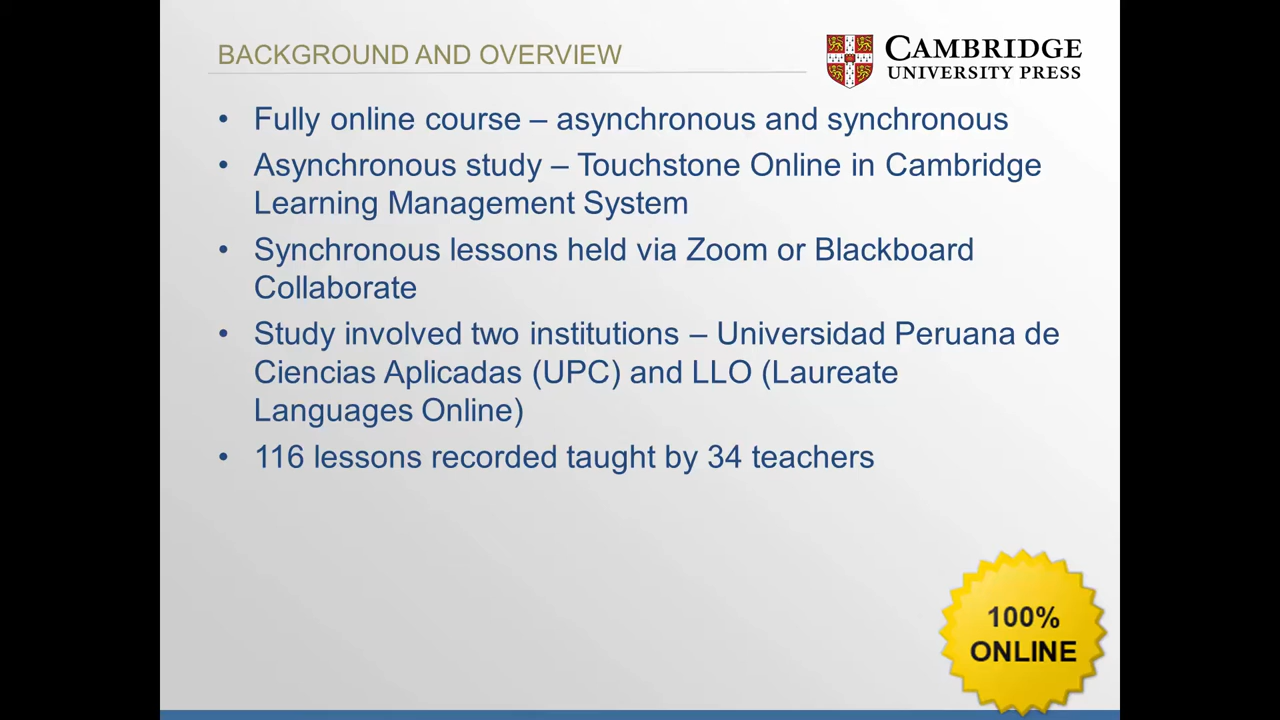 BACKGROUND AND OVERVIEW
CAMBRIDGE
UNIVERSITY PRESS
• Fully online course – asynchronous and synchronous
• Asynchronous study – Touchstone Online in Cambridge
Learning Management System
• Synchronous lessons held via Zoom or Blackboard
Collaborate
• Study involved two institutions – Universidad Peruana de
Ciencias Aplicadas (UPC) and LLO (Laureate
Languages Online)
• 116 lessons recorded taught by 34 teachers
100%
ONLINE